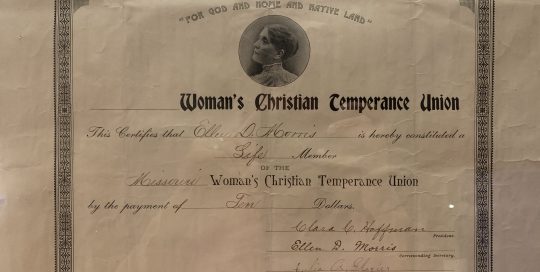 "FOR GOD AND HOME AND NATIVE LAND"
Woman's Christian Temperance Union
This Certifies that Ellen D. Morris is hereby constituted a
Life Member
OF THE
Missouri Woman's Christian Temperance Union
by the payment of Ten Dollars.
Clara C. Hoffman
President.
Ellen D. Morris
Corresponding Secretary.